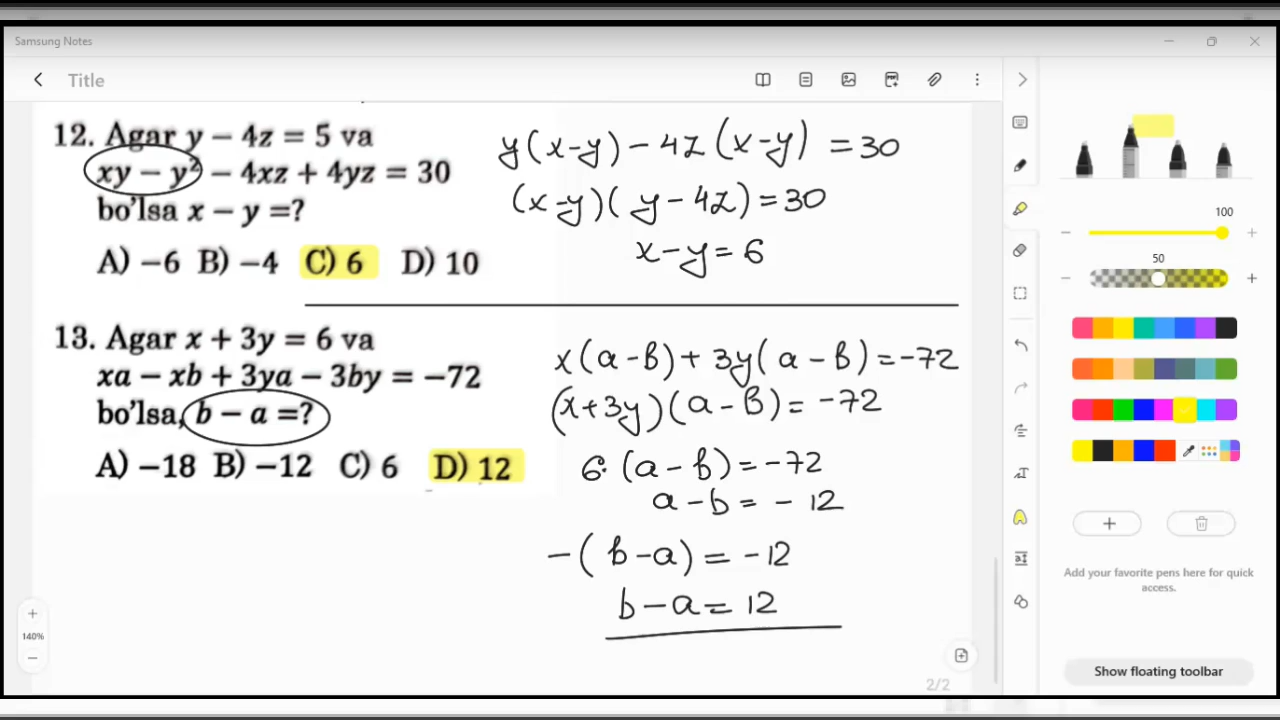 Samsung Notes
Title
12. Agar y − 4z = 5 va
xy − y² − 4xz + 4yz = 30
bo'lsa x − y =?
A) −6 B) −4 C) 6 D) 10
y(x-y) - 4z(x-y) = 30
(x-y)(y-4z) = 30
x-y = 6
13. Agar x + 3y = 6 va
xa − xb + 3ya − 3by = −72
bo'lsa, b − a =?
A) −18 B) −12 C) 6 D) 12
x(a-b) + 3y(a-b) = -72
(x+3y)(a-b) = -72
6·(a-b) = -72
a-b = -12
-(b-a) = -12
b-a = 12
140%
2/2
PDF
100
50
Add your favorite pens here for quick
access.
Show floating toolbar